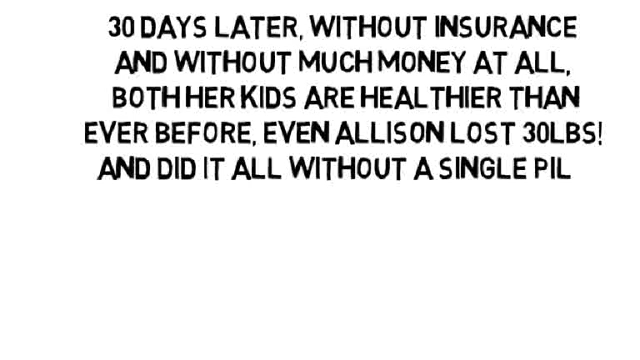 30 DAYS LATER, WITHOUT INSURANCE
AND WITHOUT MUCH MONEY AT ALL,
BOTH HER KIDS ARE HEALTHIER THAN
EVER BEFORE, EVEN ALLISON LOST 30LBS!
AND DID IT ALL WITHOUT A SINGLE PIL